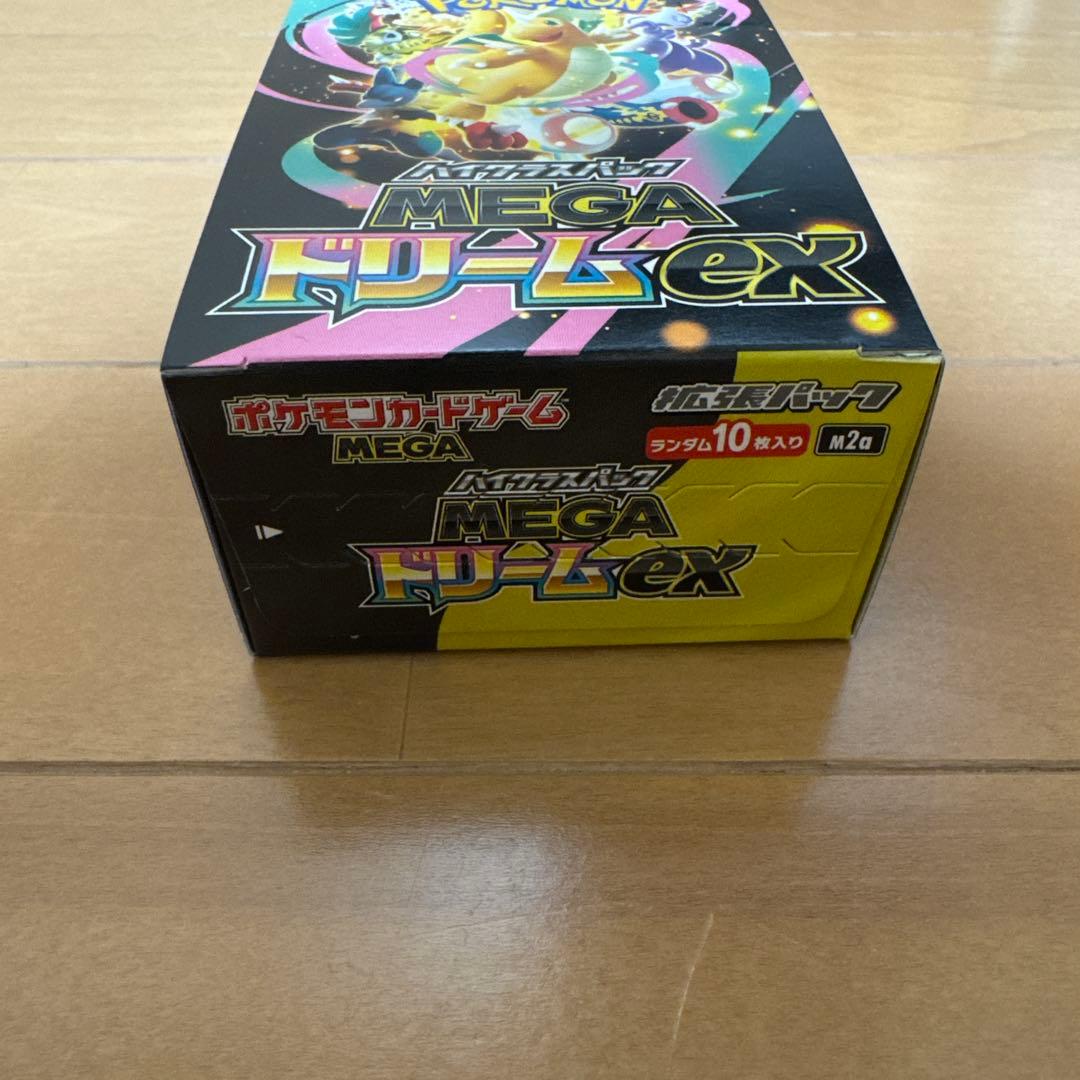 POKÉMON
ハイクラスパック
MEGA
ドリームex
ポケモンカードゲーム
MEGA
拡張パック
ランダム10枚入り
M2a
ハイクラスパック
MEGA
ドリームex